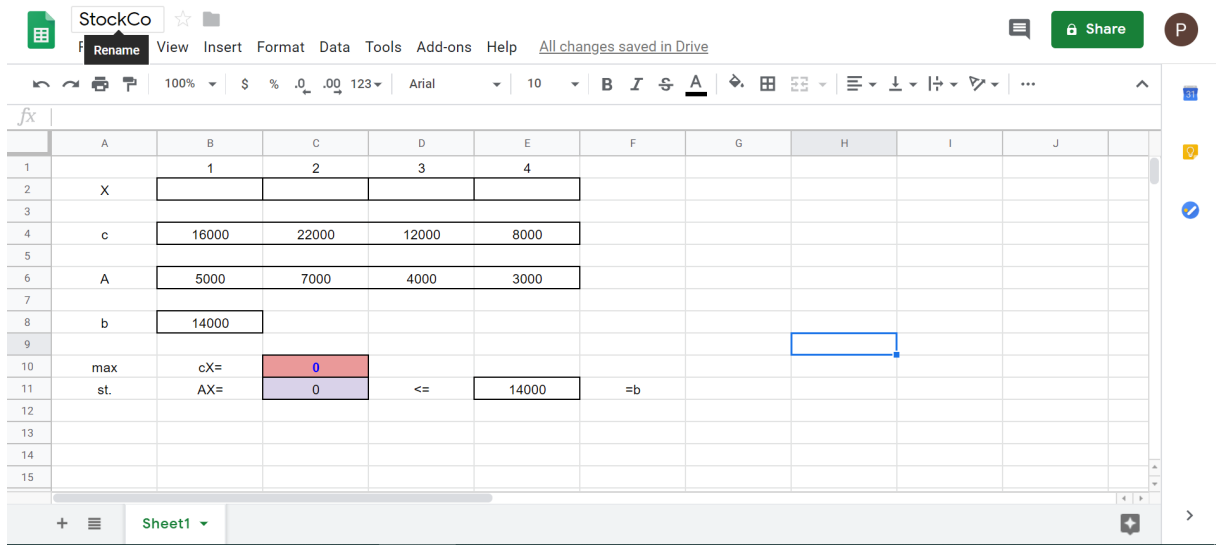 StockCo
F Rename View Insert Format Data Tools Add-ons Help All changes saved in Drive
Share
P
100% $ % .0 .00 123 Arial 10 B I S A ...
31
fx
A B C D E F G H I J
1 1 2 3 4
2 X
3
4 c 16000 22000 12000 8000
5
6 A 5000 7000 4000 3000
7
8 b 14000
9
10 max cX= 0
11 st. AX= 0 <= 14000 =b
12
13
14
15
+ Sheet1